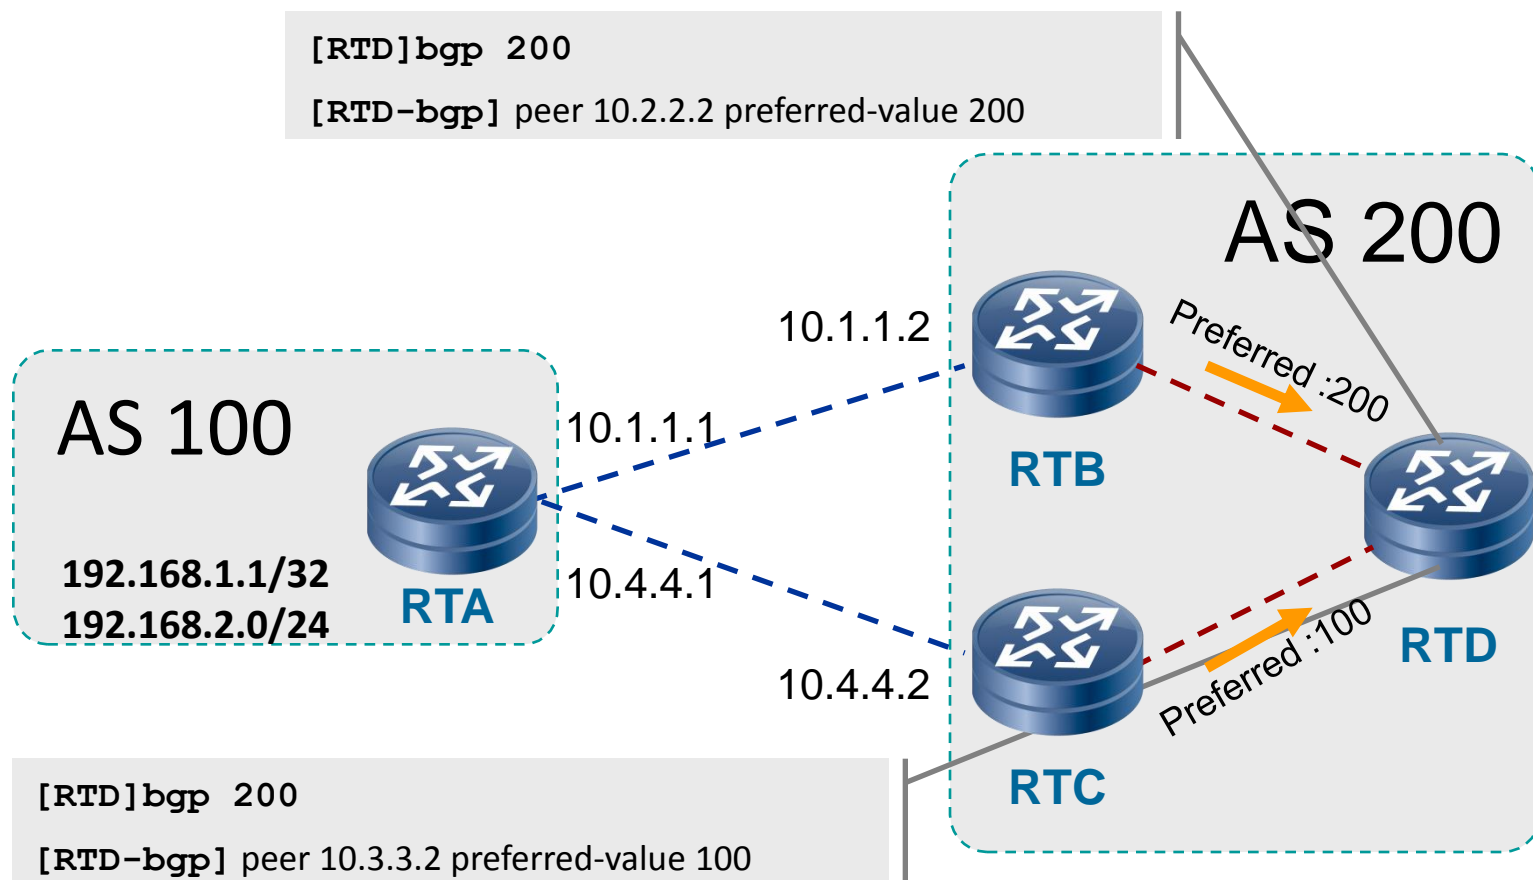 [RTD]bgp 200
[RTD-bgp] peer 10.2.2.2 preferred-value 200
AS 200
10.1.1.2
Preferred :200
AS 100
10.1.1.1
RTB
192.168.1.1/32
192.168.2.0/24
RTA
10.4.4.1
RTD
Preferred :100
10.4.4.2
RTC
[RTD]bgp 200
[RTD-bgp] peer 10.3.3.2 preferred-value 100